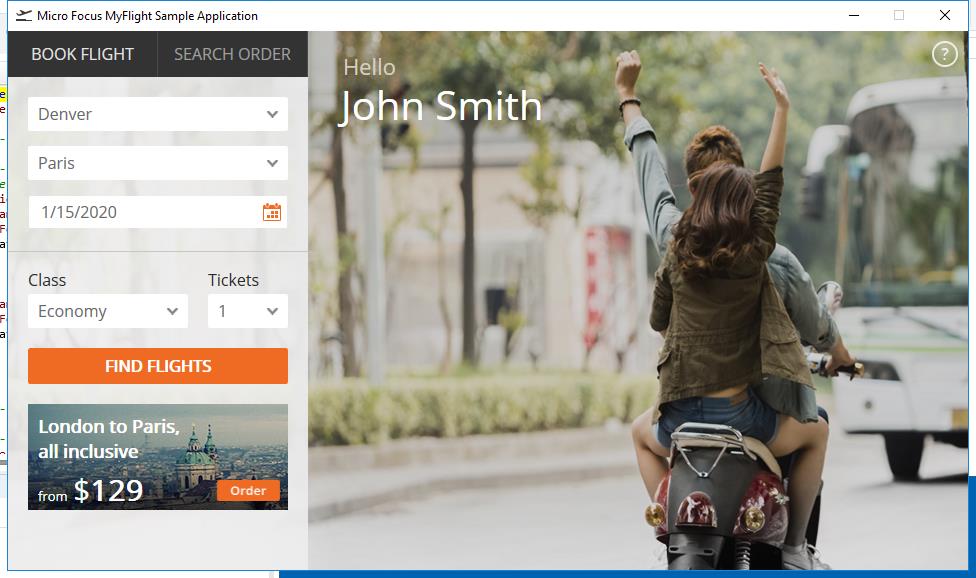 Micro Focus MyFlight Sample Application
BOOK FLIGHT
SEARCH ORDER
Hello
John Smith
?
Denver
Paris
1/15/2020
Class
Tickets
Economy
1
FIND FLIGHTS
London to Paris,
all inclusive
from $129
Order